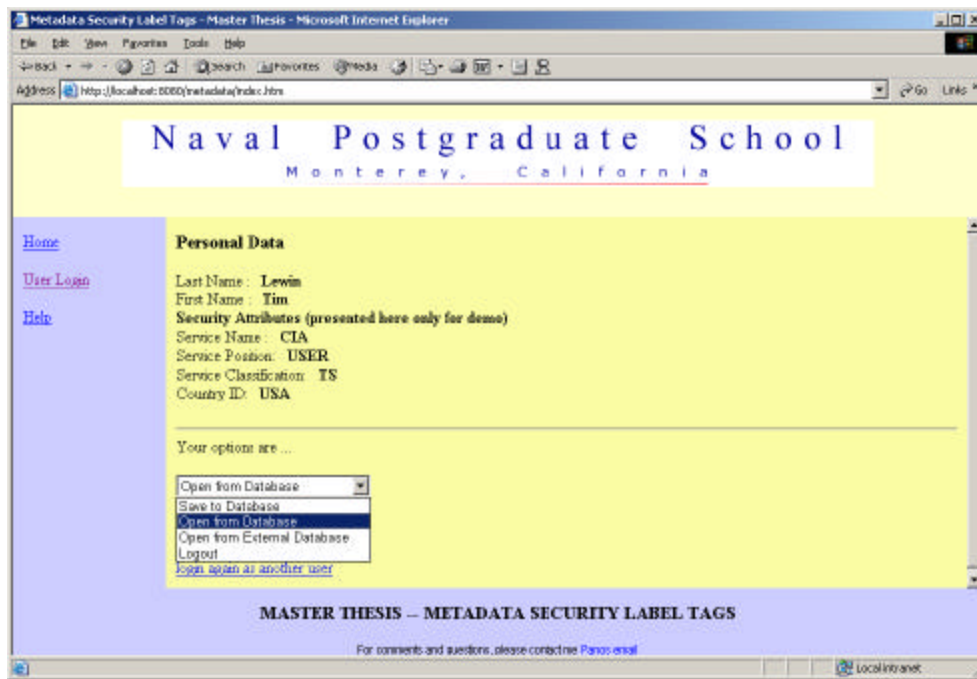 Metadata Security Label Tags - Master Thesis - Microsoft Internet Explorer
File Edit View Favorites Tools Help
Back Search Favorites Media
Address http://localhost:8080/metadata/index.htm Go Links
Naval Postgraduate School
Monterey, California
Home
User Login
Help
Personal Data
Last Name : Lewin
First Name : Tim
Security Attributes (presented here only for demo)
Service Name : CIA
Service Position: USER
Service Classification: TS
Country ID: USA
Your options are ...
Open from Database
Save to Database
Open from Database
Open from External Database
Logout
login again as another user
MASTER THESIS -- METADATA SECURITY LABEL TAGS
For comments and questions, please contact me Panos email
Local intranet